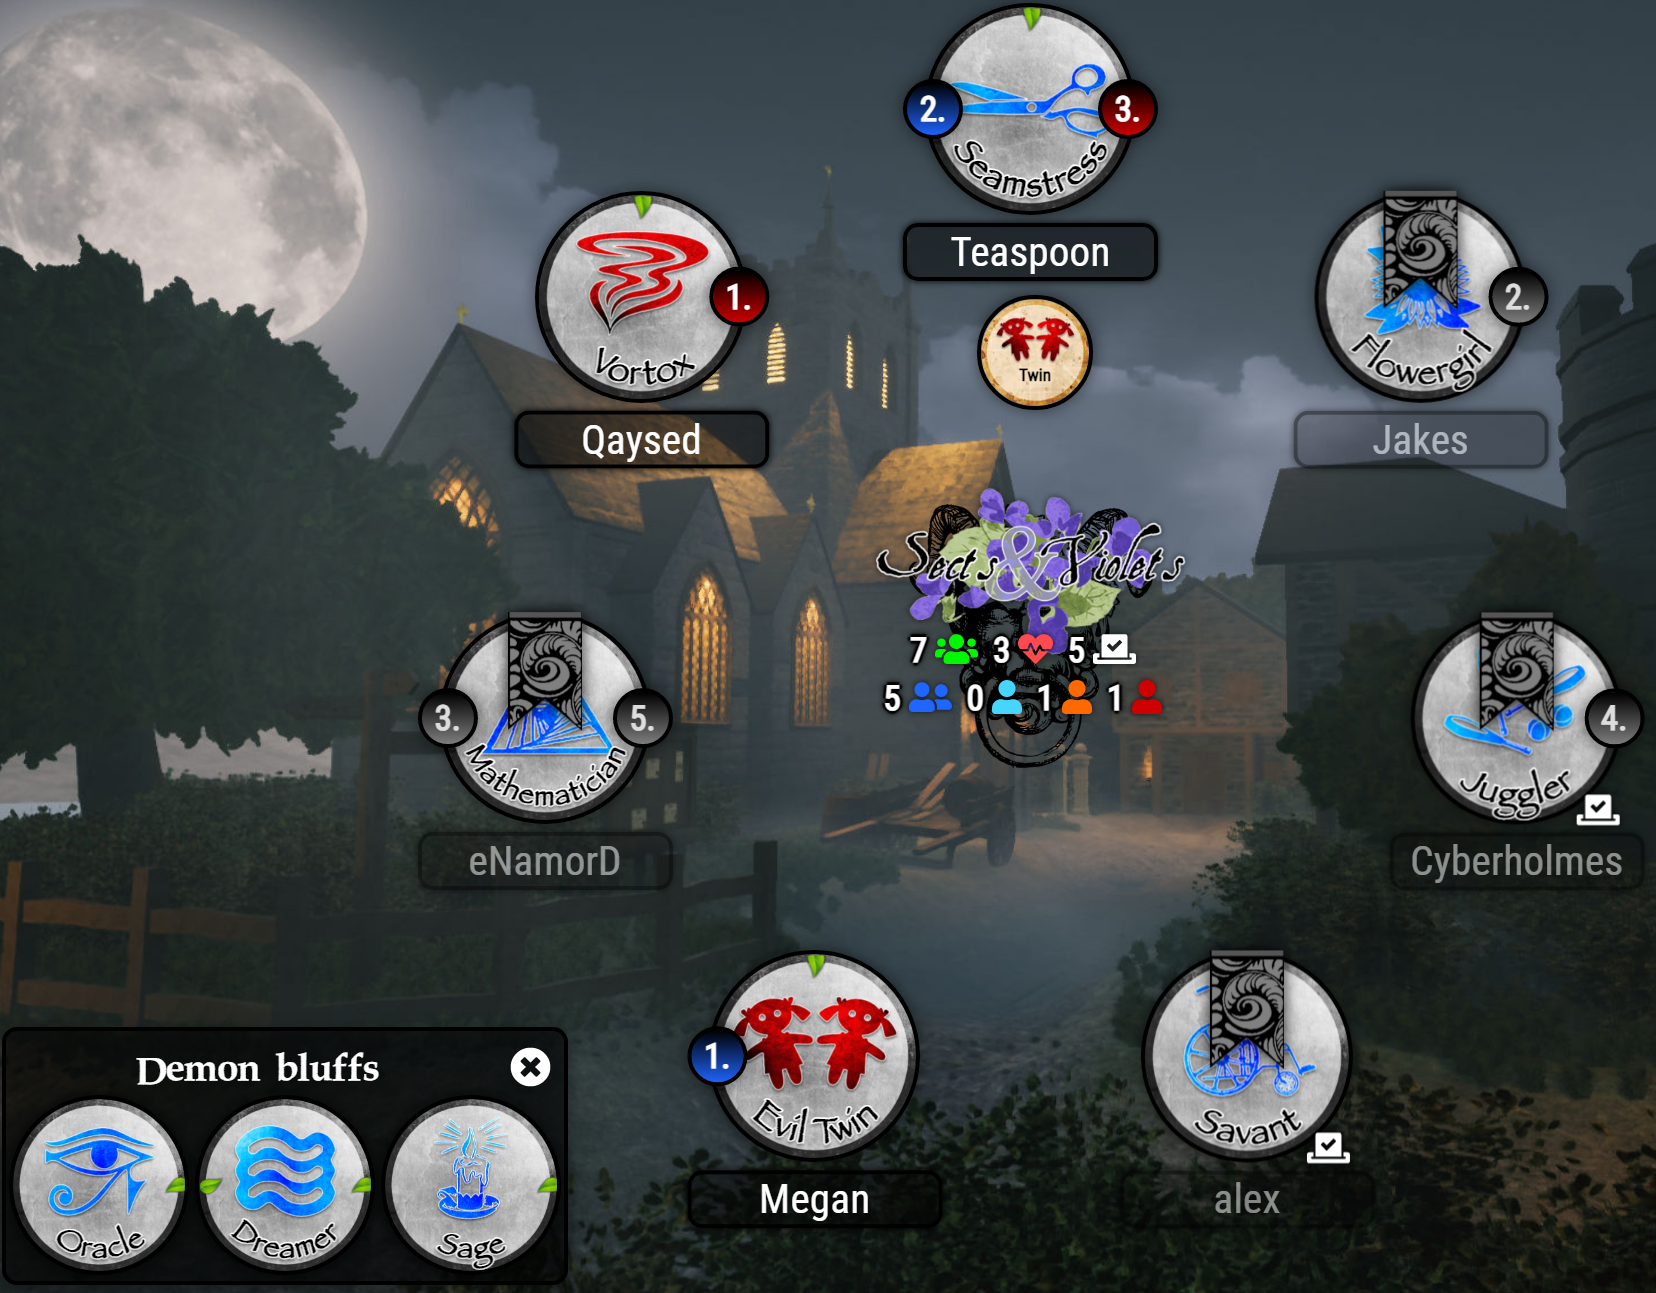 2.
3.
Seamstress
Teaspoon
Twin
1.
Vortox
Qaysed
2.
Flowergirl
Jakes
Sects & Violets
7 3 5
5 0 1 1
3.
5.
Mathematician
eNamorD
4.
Juggler
Cyberholmes
1.
Evil Twin
Megan
Savant
alex
Demon bluffs
Oracle
Dreamer
Sage